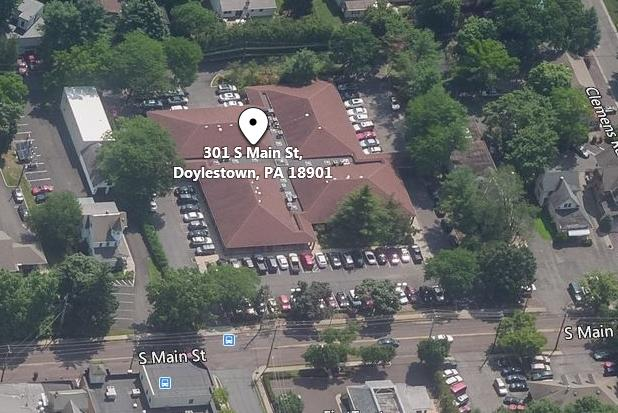 Clemens R
301 S Main St,
Doylestown, PA 18901
S Main
S Main St